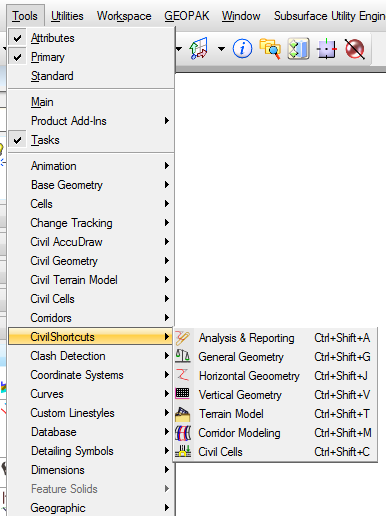 Tools Utilities Workspace GEOPAK Window Subsurface Utility Engin
Attributes
Primary
Standard
Main
Product Add-Ins
Tasks
Animation
Base Geometry
Cells
Change Tracking
Civil AccuDraw
Civil Geometry
Civil Terrain Model
Civil Cells
Corridors
CivilShortcuts
Analysis & Reporting Ctrl+Shift+A
Clash Detection
General Geometry Ctrl+Shift+G
Coordinate Systems
Horizontal Geoometry Ctrl+Shift+J
Curves
Vertical Geometry Ctrl+Shift+V
Custom Linestyles
Terrain Model Ctrl+Shift+T
Database
Corridor Modeling Ctrl+Shift+M
Detailing Symbols
Civil Cells Ctrl+Shift+C
Dimensions
Feature Solids
Geographic